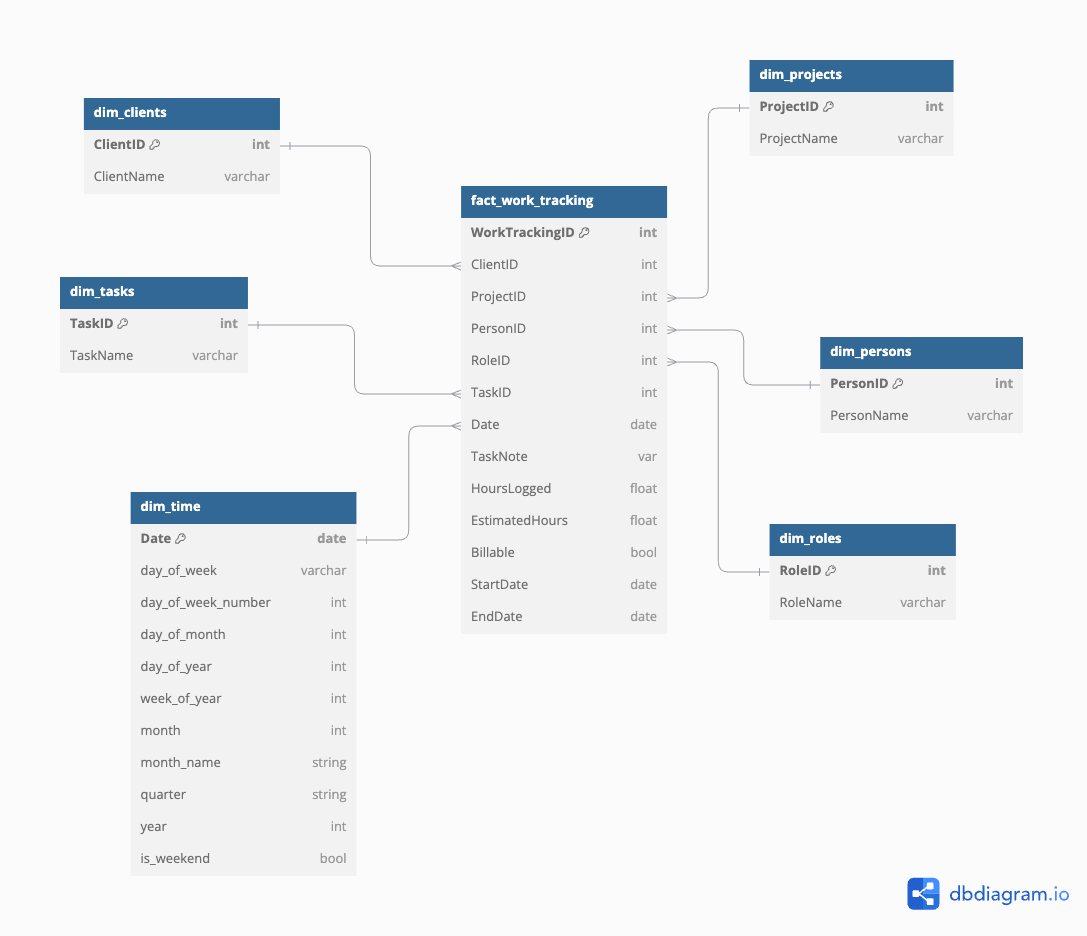 dim_clients
ClientID int
ClientName varchar
dim_tasks
TaskID int
TaskName varchar
dim_time
Date date
day_of_week varchar
day_of_week_number int
day_of_month int
day_of_year int
week_of_year int
month int
month_name string
quarter string
year int
is_weekend bool
fact_work_tracking
WorkTrackingID int
ClientID int
ProjectID int
PersonID int
RoleID int
TaskID int
Date date
TaskNote var
HoursLogged float
EstimatedHours float
Billable bool
StartDate date
EndDate date
dim_projects
ProjectID int
ProjectName varchar
dim_persons
PersonID int
PersonName varchar
dim_roles
RoleID int
RoleName varchar
dbdiagram.io